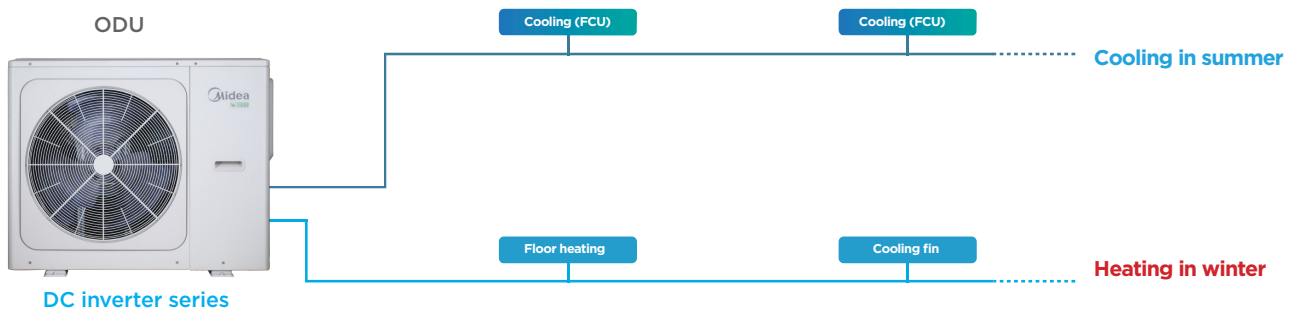 ODU
Cooling (FCU)
Cooling (FCU)
Cooling in summer
Midea
DC inverter series
Floor heating
Cooling fin
Heating in winter